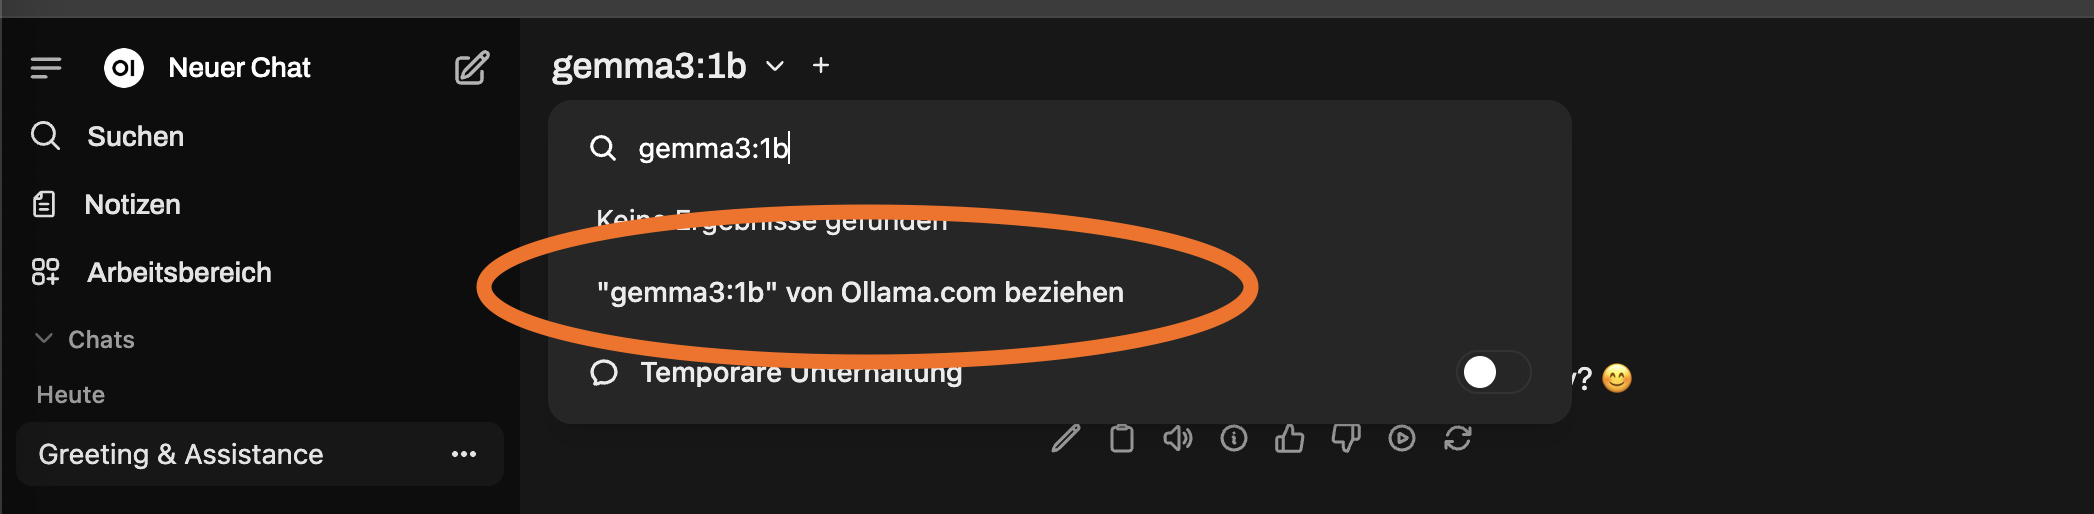 OI Neuer Chat
Suchen
Notizen
Arbeitsbereich
Chats
Heute
Greeting & Assistance
gemma3:1b
gemma3:1b
Keine Ergebnisse gefunden
"gemma3:1b" von Ollama.com beziehen
Temporäre Unterhaltung
? 😊